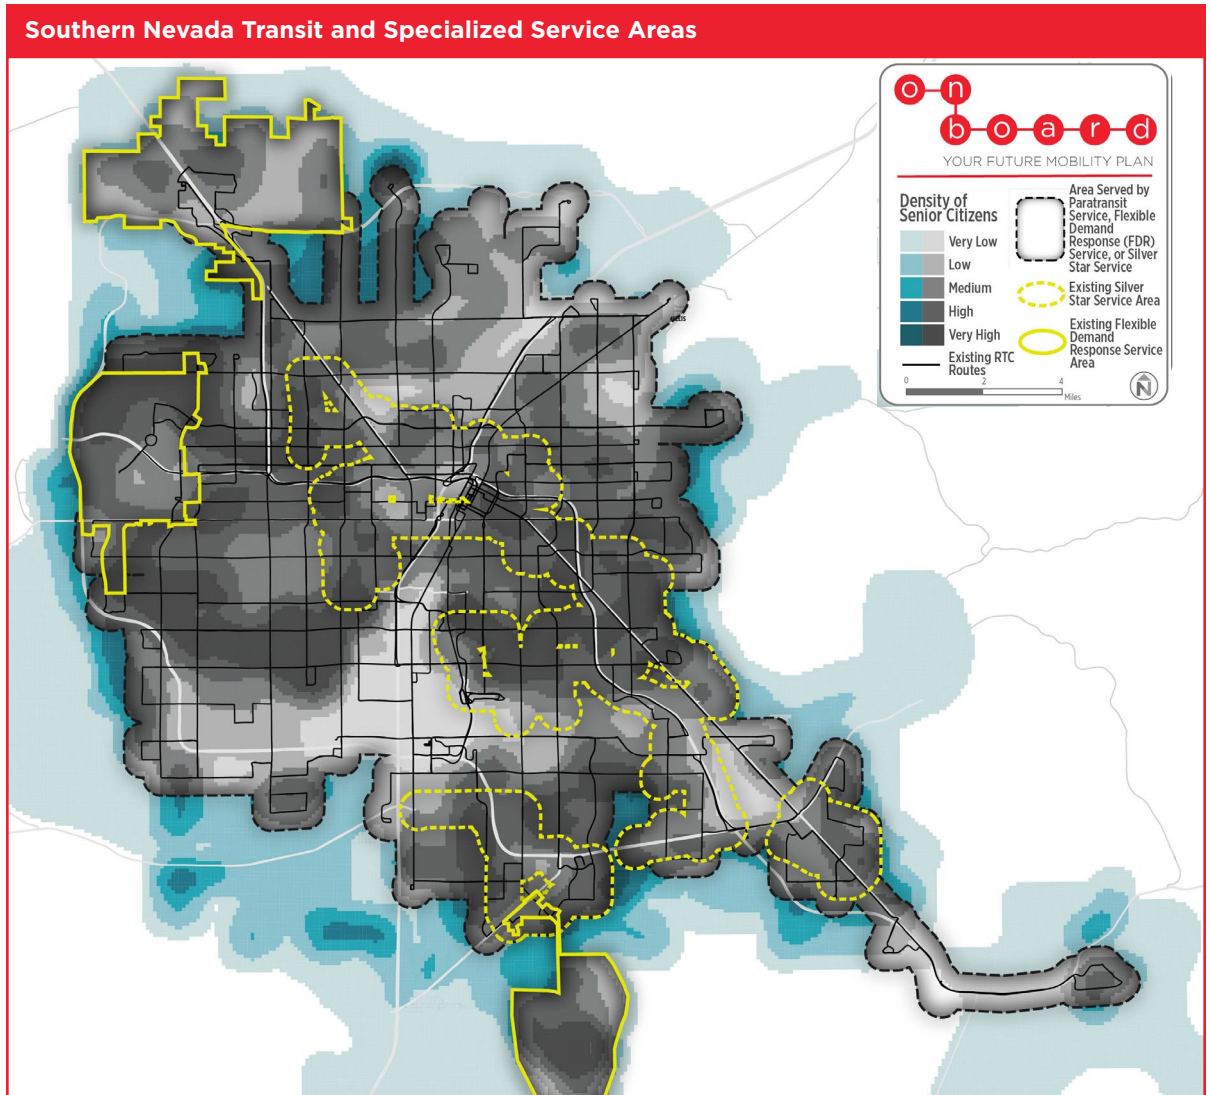 Southern Nevada Transit and Specialized Service Areas
on
board
YOUR FUTURE MOBILITY PLAN
Density of
Senior Citizens
Very Low
Low
Medium
High
Very High
Existing RTC
Routes
Area Served by
Paratransit
Service, Flexible
Demand
Response (FDR)
Service, or Silver
Star Service
Existing Silver
Star Service Area
Existing Flexible
Demand
Response Service
Area
0 2 4
Miles
N